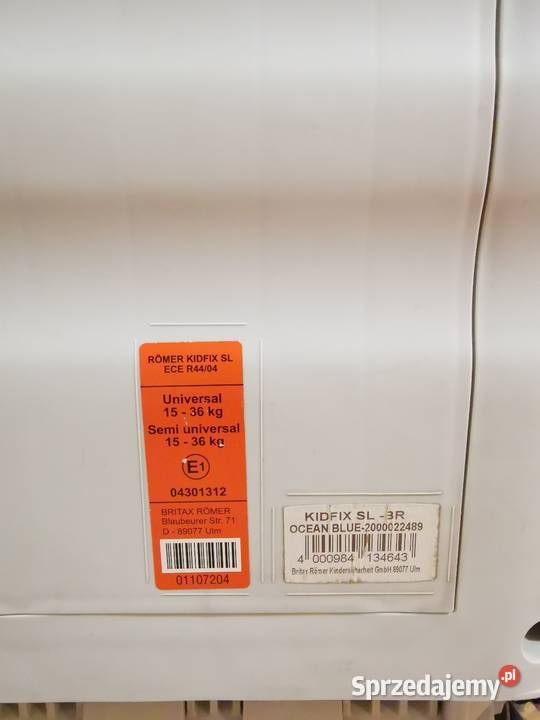 RÖMER KIDFIX SL
ECE R44/04
Universal
15 - 36 kg
Semi universal
15 - 36 kg
E1
04301312
BRITAX RÖMER
Blaubeurer Str. 71
D - 89077 Ulm
01107204
KIDFIX SL -BR
OCEAN BLUE-2000022489
4 000984 134643
Britax Römer Kindersicherheit GmbH 89077 Ulm
Sprzedajemy.pl